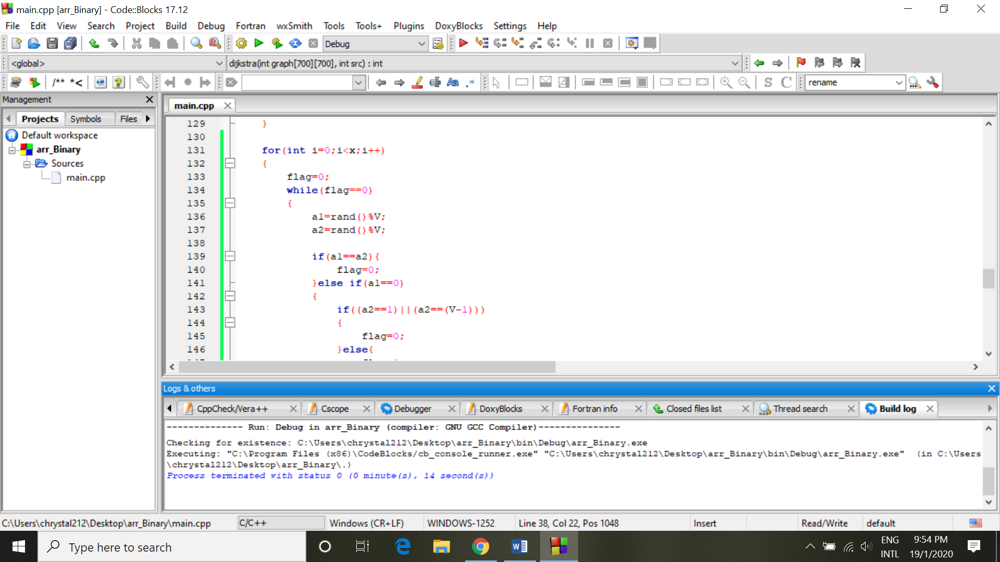 main.cpp [arr_Binary] - Code::Blocks 17.12
File Edit View Search Project Build Debug Fortran wxSmith Tools Tools+ Plugins DoxyBlocks Settings Help
Debug
<global> dijkstra(int graph[700][700], int src) : int
/** *< S C rename
Management
main.cpp
Projects Symbols Files
Default workspace
arr_Binary
Sources
main.cpp
129 }
130
131 for(int i=0;i<x;i++)
132 {
133 flag=0;
134 while(flag==0)
135 {
136 a1=rand()%V;
137 a2=rand()%V;
138
139 if(a1==a2){
140 flag=0;
141 }else if(a1==0)
142 {
143 if((a2==1)||(a2==(V-1)))
144 {
145 flag=0;
146 }else{
Logs & others
CppCheck/Vera++ Cscope Debugger DoxyBlocks Fortran info Closed files list Thread search Build log
-------------- Run: Debug in arr_Binary (compiler: GNU GCC Compiler)---------------
Checking for existence: C:\Users\chrystal212\Desktop\arr_Binary\bin\Debug\arr_Binary.exe
Executing: "C:\Program Files (x86)\CodeBlocks/cb_console_runner.exe" "C:\Users\chrystal212\Desktop\arr_Binary\bin\Debug\arr_Binary.exe" (in C:\Users
\chrystal212\Desktop\arr_Binary\.)
Process terminated with status 0 (0 minute(s), 14 second(s))
C:\Users\chrystal212\Desktop\arr_Binary\main.cpp C/C++ Windows (CR+LF) WINDOWS-1252 Line 38, Col 22, Pos 1048 Insert Read/Write default
Type here to search
ENG 9:54 PM
INTL 19/1/2020